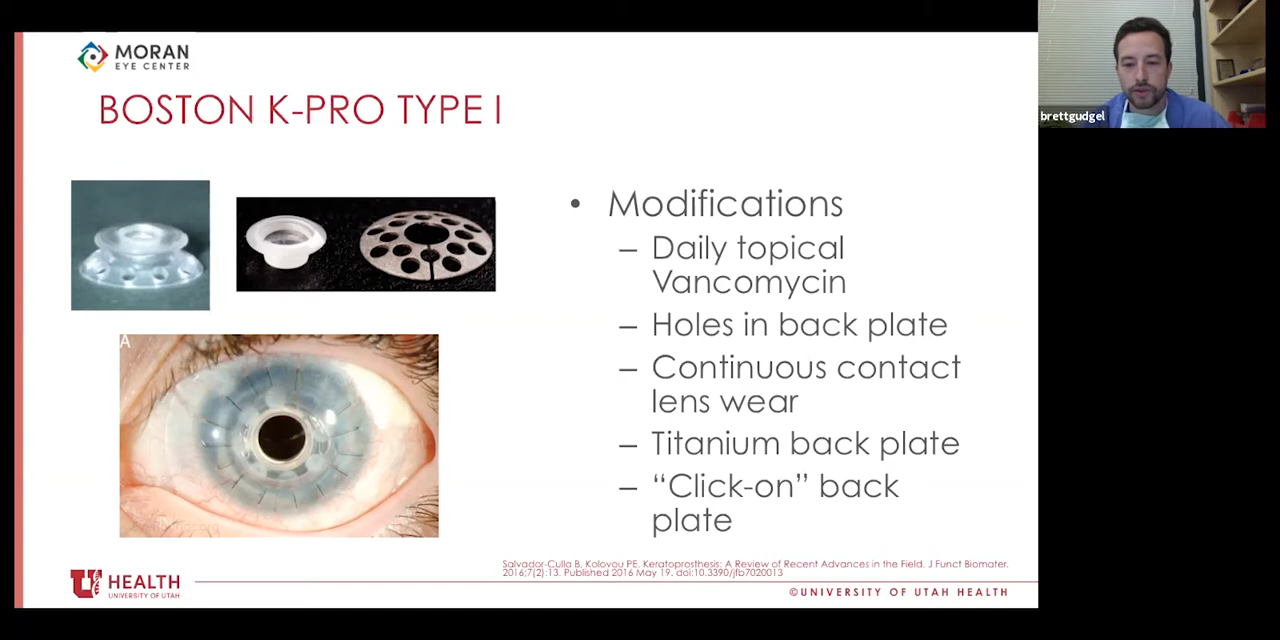 MORAN
EYE CENTER
BOSTON K-PRO TYPE I
brettgudgel
• Modifications
– Daily topical
Vancomycin
– Holes in back plate
– Continuous contact
lens wear
– Titanium back plate
– “Click-on” back
plate
A
Salvador-Culla B, Kolovou PE. Keratoprosthesis: A Review of Recent Advances in the Field. J Funct Biomater.
2016;7(2):13. Published 2016 May 19. doi:10.3390/jfb7020013
U HEALTH
UNIVERSITY OF UTAH
©UNIVERSITY OF UTAH HEALTH